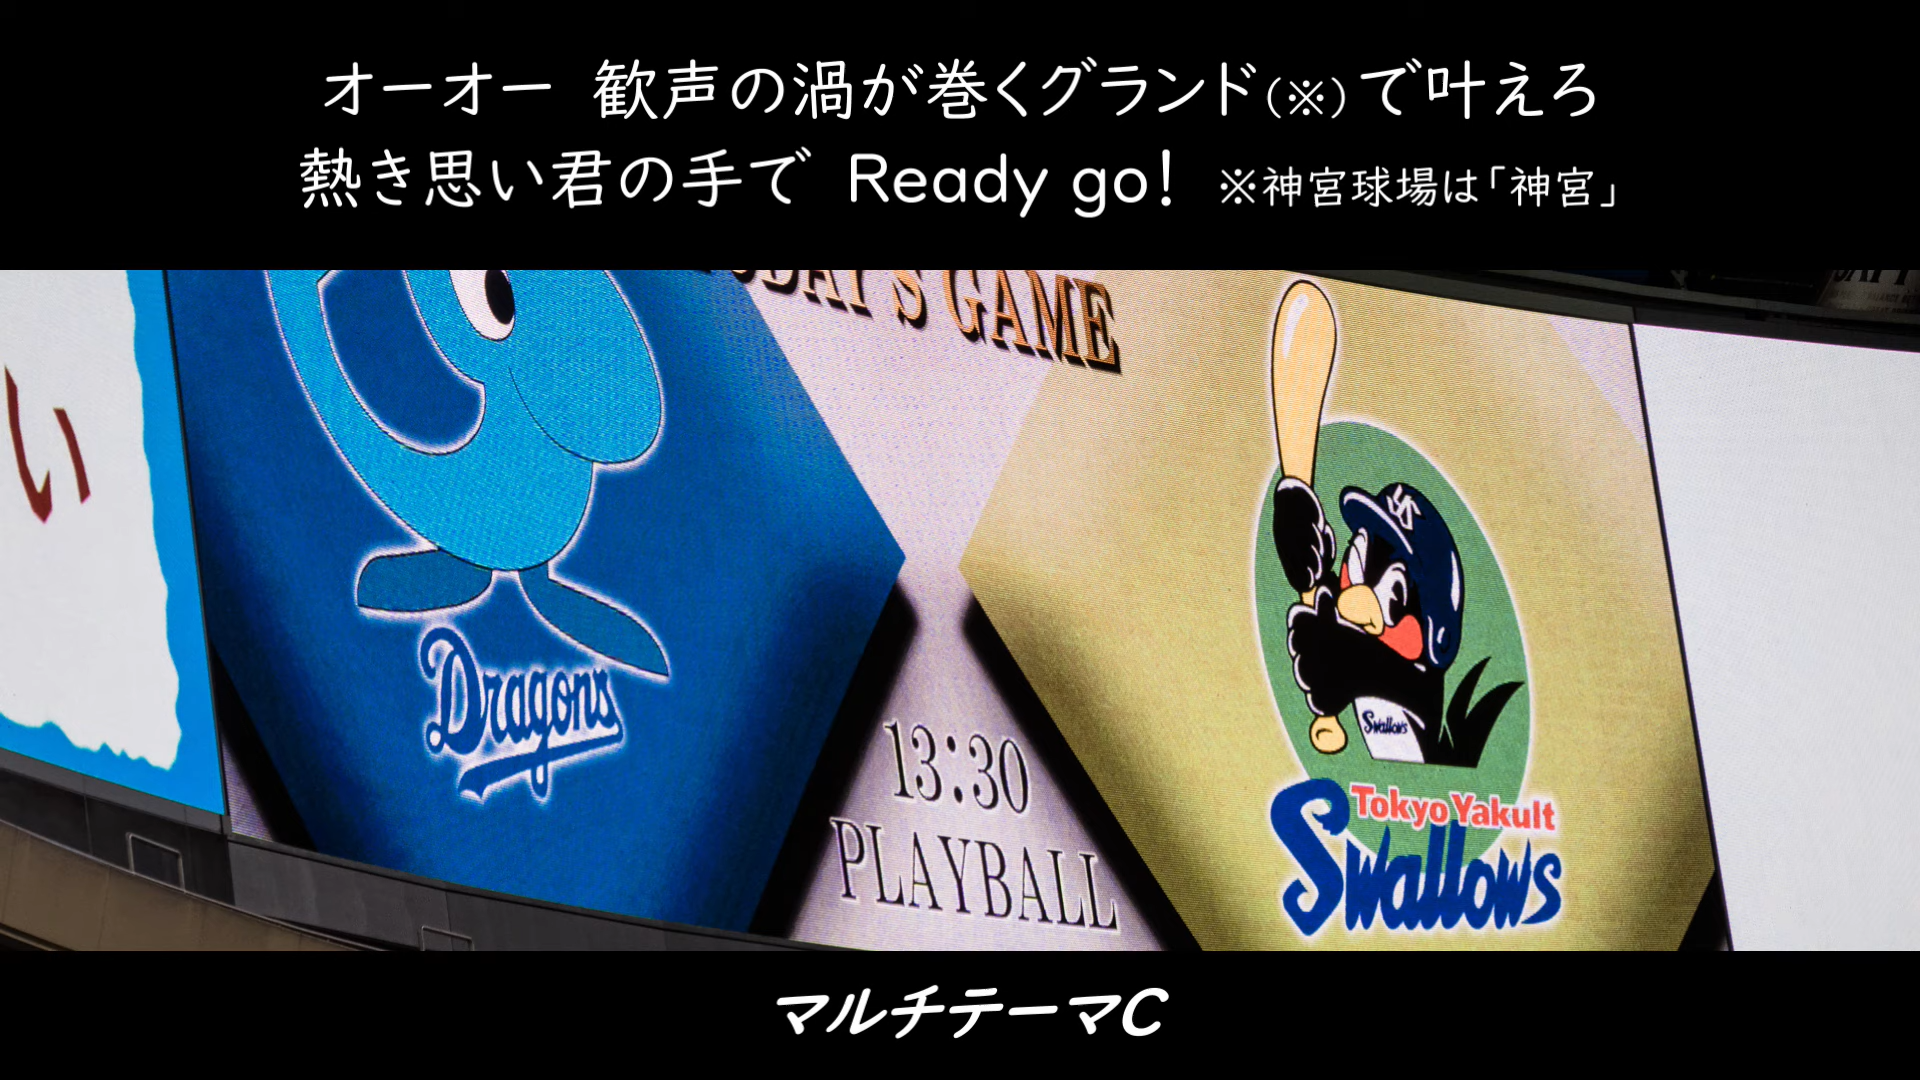 オーオー 歓声の渦が巻くグランド(※)で叶えろ
熱き思い君の手で Ready go! ※神宮球場は「神宮」
TODAY'S GAME
い
Dragons
13:30
PLAYBALL
Swallows
Tokyo Yakult
Swallows
マルチテーマC